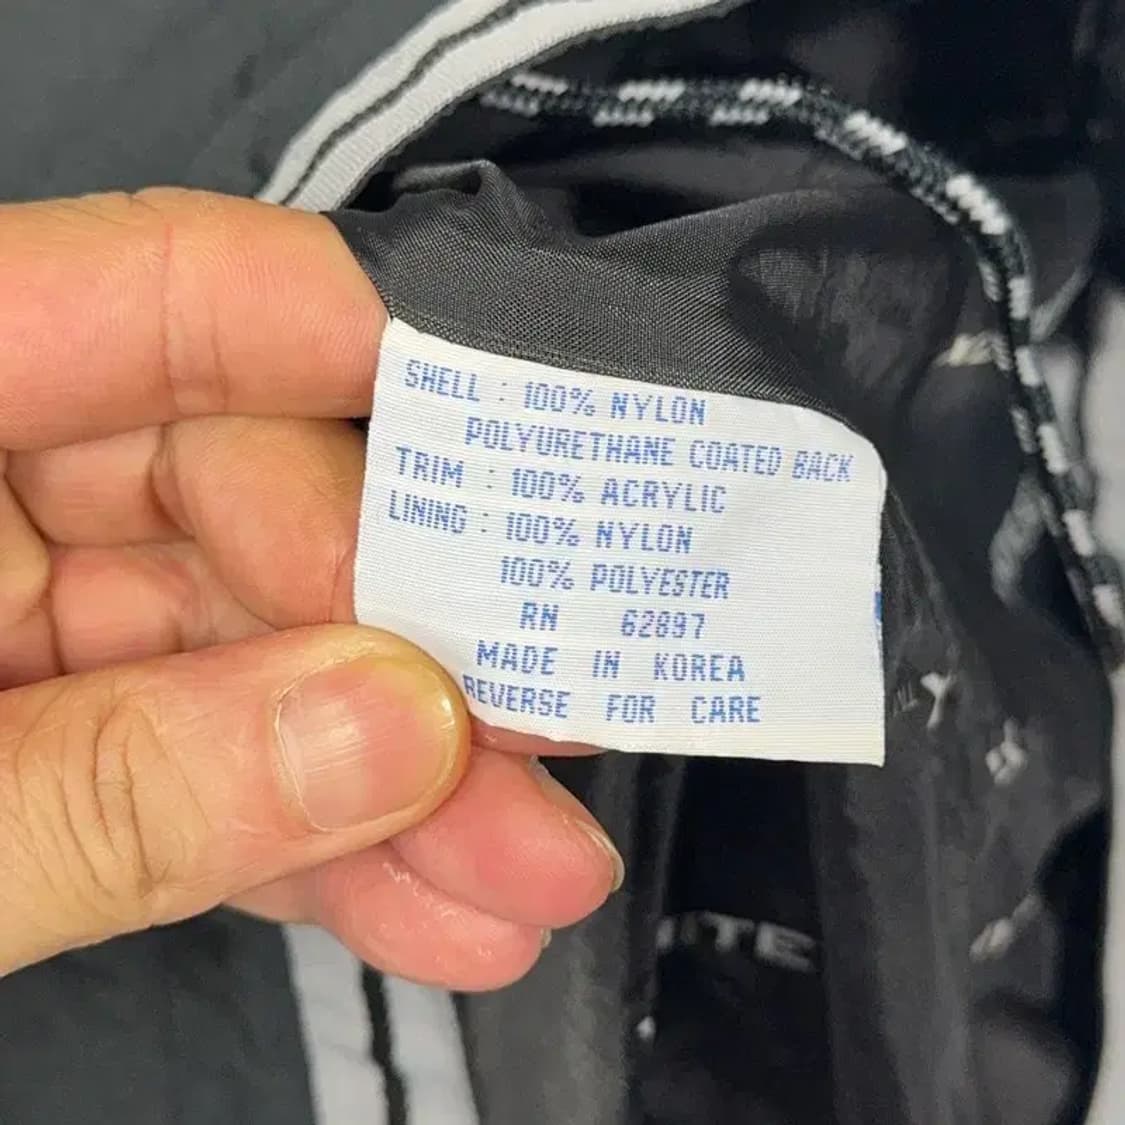 SHELL : 100% NYLON
POLYURETHANE COATED BACK
TRIM : 100% ACRYLIC
LINING : 100% NYLON
100% POLYESTER
RN 62897
MADE IN KOREA
REVERSE FOR CARE